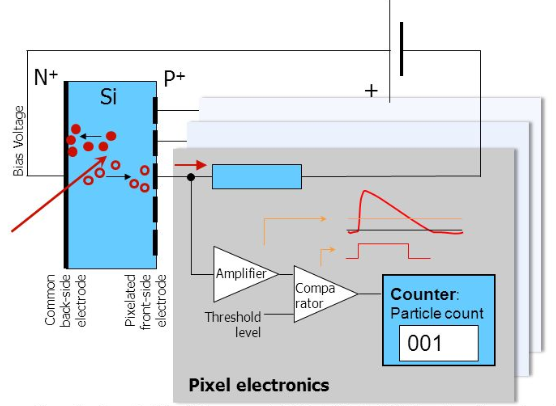 +
N+
Si
P+
Bias Voltage
Common
back-side
electrode
Pixelated
front-side
electrode
Amplifier
Compa
rator
Threshold
level
Counter:
Particle count
001
Pixel electronics